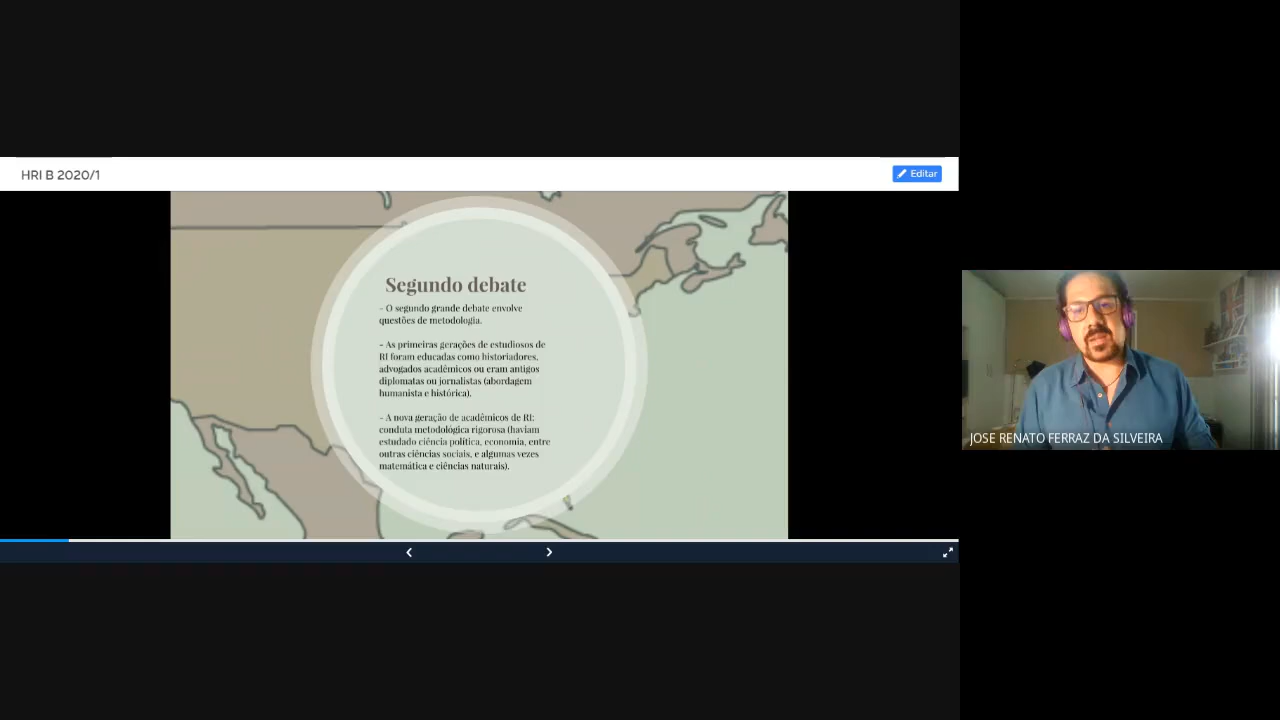 HRI B 2020/1
Editar
Segundo debate
- O segundo grande debate envolve
questões de metodologia.
- As primeiras gerações de estudiosos de
RI foram educadas como historiadores,
advogados acadêmicos ou eram antigos
diplomatas ou jornalistas (abordagem
humanista e histórica).
- A nova geração de acadêmicos de RI:
conduta metodológica rigorosa (haviam
estudado ciência política, economia, entre
outras ciências sociais, e algumas vezes
matemática e ciências naturais).
JOSE RENATO FERRAZ DA SILVEIRA